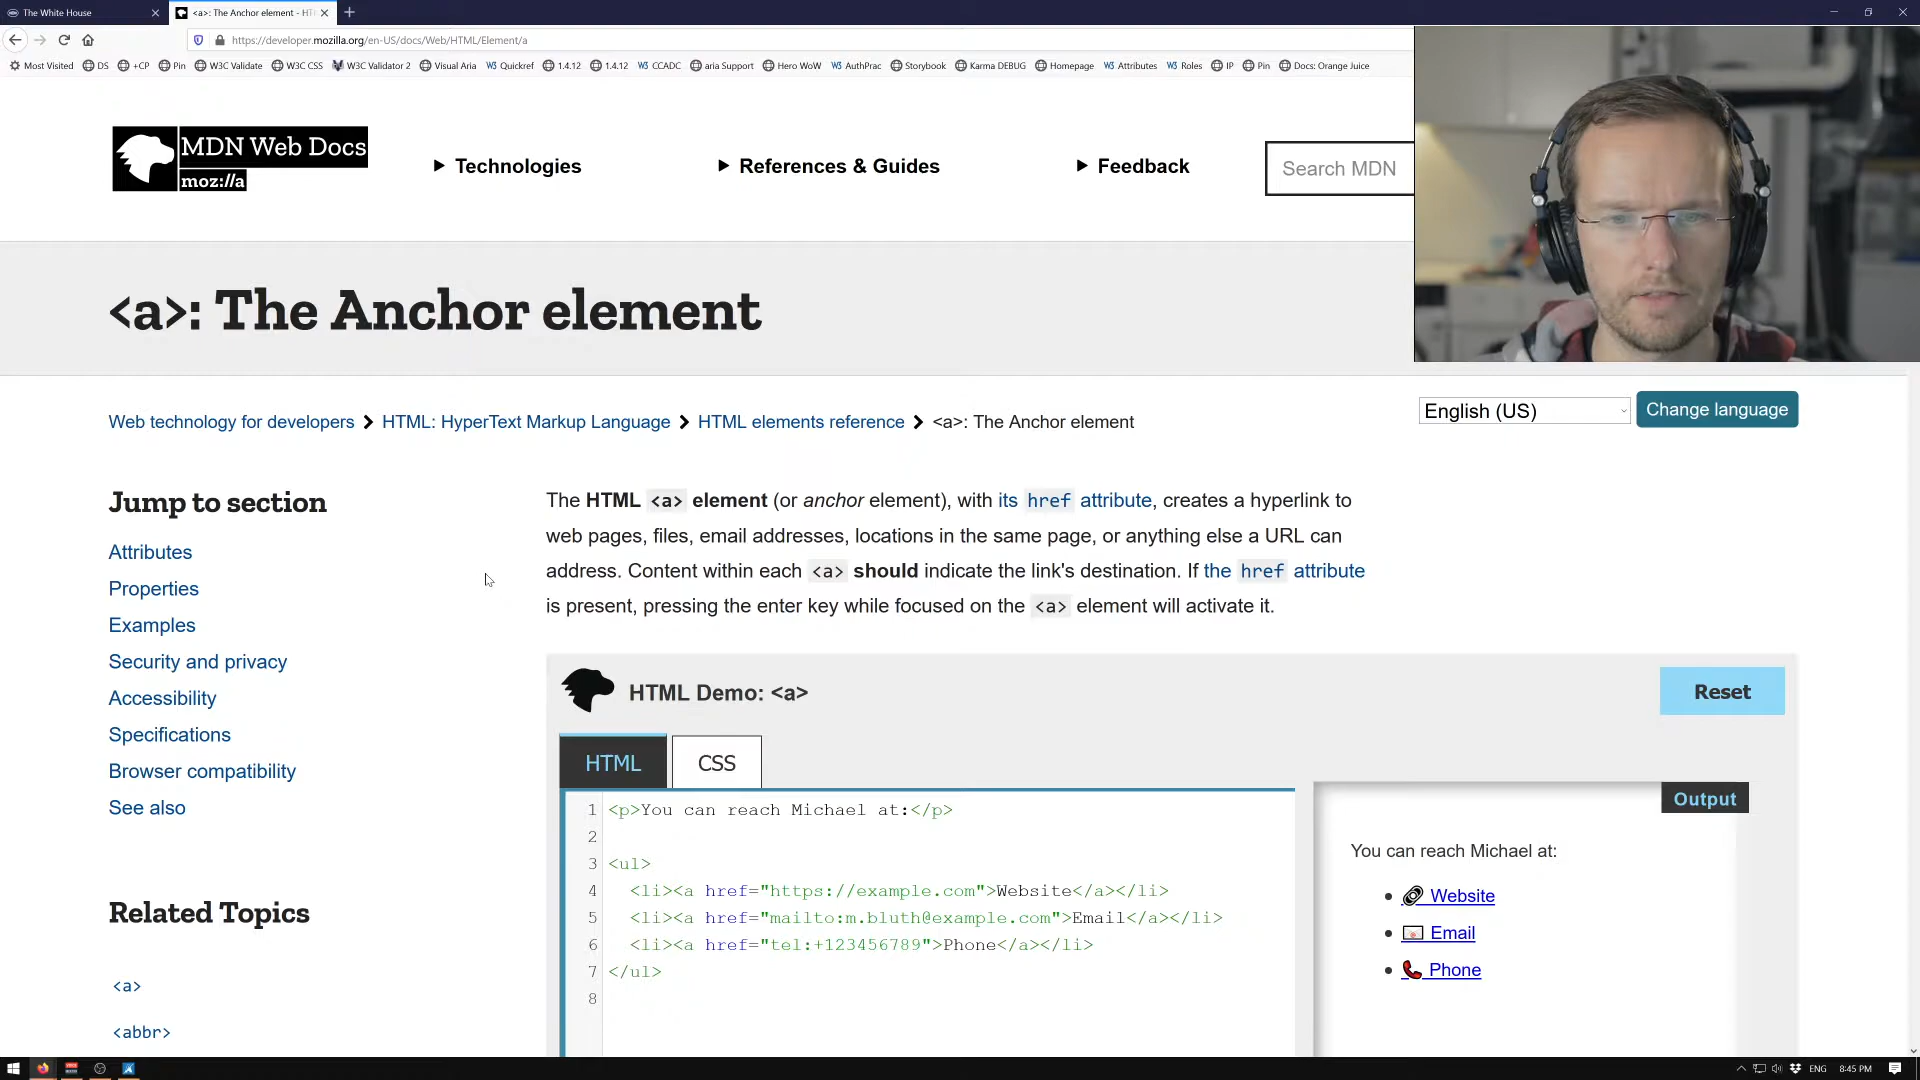 The White House
<a>: The Anchor element - HT
https://developer.mozilla.org/en-US/docs/Web/HTML/Element/a
Most Visited DS +CP Pin W3C Validate W3C CSS W3C Validator 2 Visual Aria W3 Quickref 1.4.12 1.4.12 W3 CCADC aria Support Hero WoW W3 AuthPrac Storybook Karma DEBUG Homepage W3 Attributes W3 Roles IP Pin Docs: Orange Juice
MDN Web Docs
moz://a
Technologies
References & Guides
Feedback
Search MDN
<a>: The Anchor element
Web technology for developers HTML: HyperText Markup Language HTML elements reference <a>: The Anchor element
English (US)
Change language
Jump to section
Attributes
Properties
Examples
Security and privacy
Accessibility
Specifications
Browser compatibility
See also
Related Topics
<a>
<abbr>
The HTML <a> element (or anchor element), with its href attribute, creates a hyperlink to
web pages, files, email addresses, locations in the same page, or anything else a URL can
address. Content within each <a> should indicate the link's destination. If the href attribute
is present, pressing the enter key while focused on the <a> element will activate it.
HTML Demo: <a>
Reset
HTML
CSS
1 <p>You can reach Michael at:</p>
2
3 <ul>
4 <li><a href="https://example.com">Website</a></li>
5 <li><a href="mailto:m.bluth@example.com">Email</a></li>
6 <li><a href="tel:+123456789">Phone</a></li>
7 </ul>
8
Output
You can reach Michael at:
Website
Email
Phone
ENG
8:45 PM